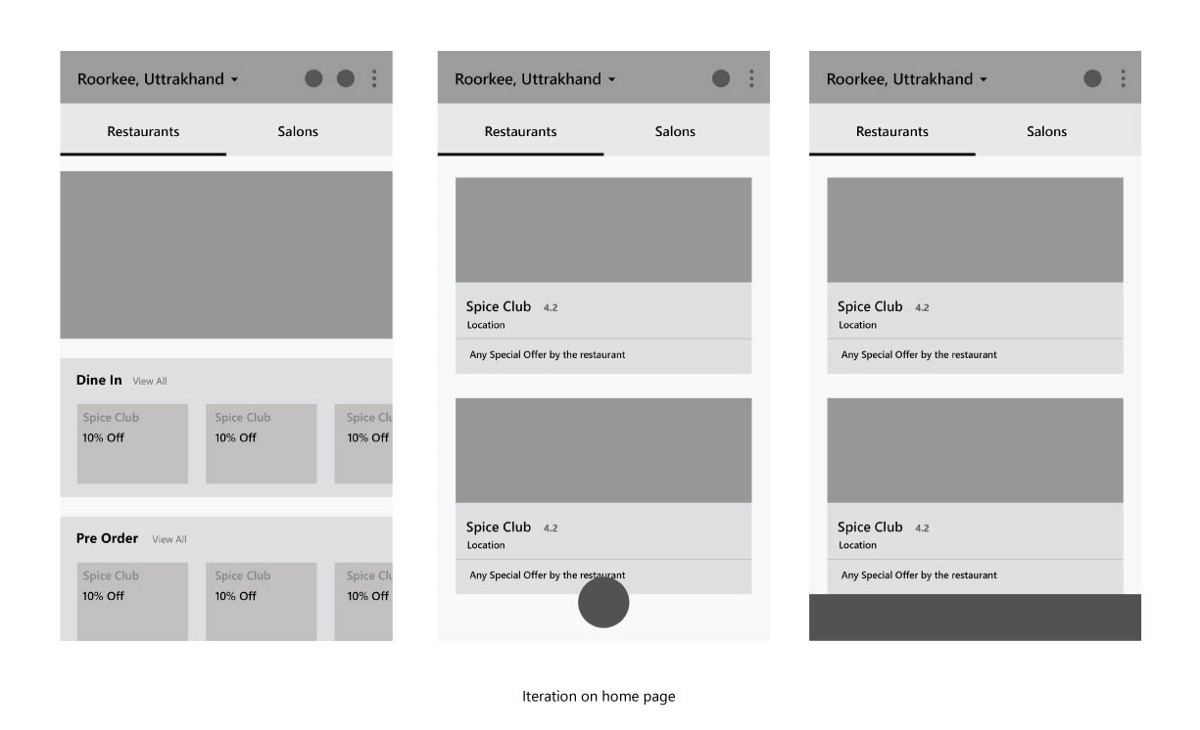 Roorkee, Uttrakhand
Restaurants Salons
Dine In View All
Spice Club Spice Club Spice Clu
10% Off 10% Off 10% Off
Pre Order View All
Spice Club Spice Club Spice Clu
10% Off 10% Off 10% Off
Roorkee, Uttrakhand
Restaurants Salons
Spice Club 4.2
Location
Any Special Offer by the restaurant
Spice Club 4.2
Location
Any Special Offer by the restaurant
Roorkee, Uttrakhand
Restaurants Salons
Spice Club 4.2
Location
Any Special Offer by the restaurant
Spice Club 4.2
Location
Any Special Offer by the restaurant
Iteration on home page